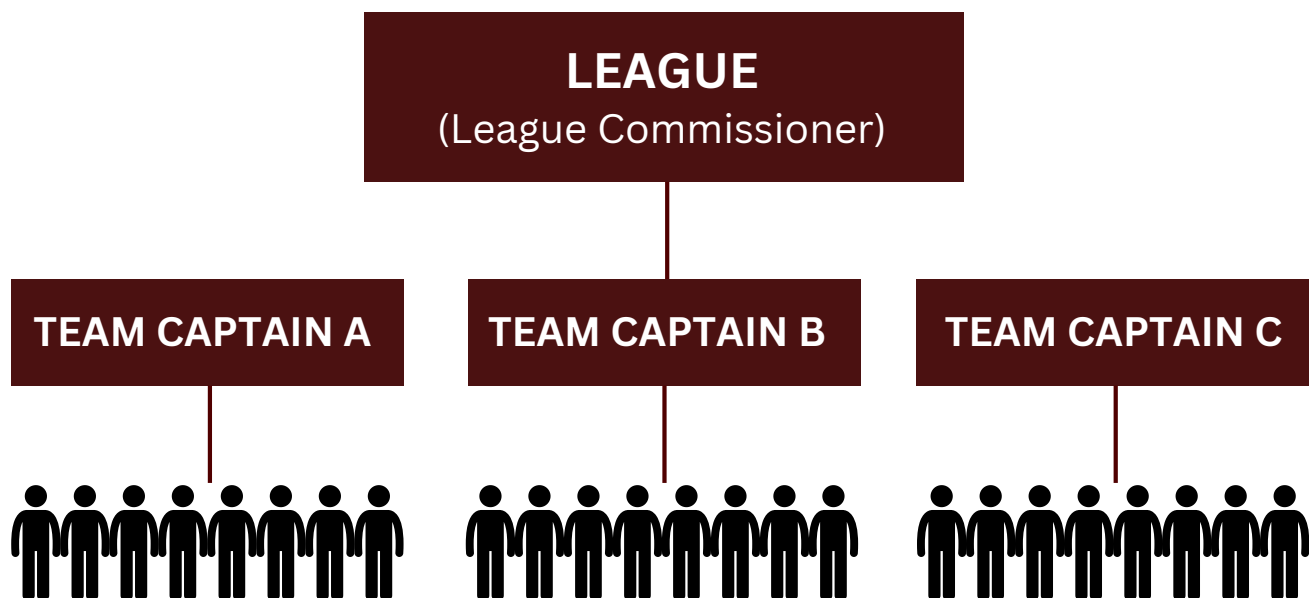 LEAGUE
(League Commissioner)
TEAM CAPTAIN A
TEAM CAPTAIN B
TEAM CAPTAIN C